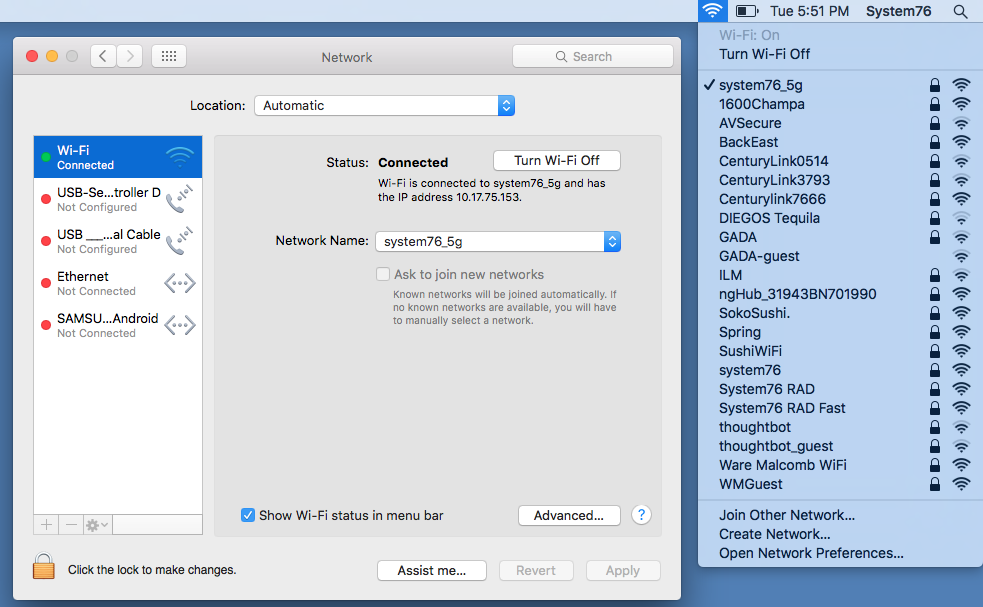 Tue 5:51 PM System76
Network
Search
Location: Automatic
Wi-Fi
Connected
USB-Se...troller D
Not Configured
USB ___...al Cable
Not Configured
Ethernet
Not Connected
SAMSU...Android
Not Connected
Status: Connected
Turn Wi-Fi Off
Wi-Fi is connected to system76_5g and has
the IP address 10.17.75.153.
Network Name: system76_5g
Ask to join new networks
Known networks will be joined automatically. If
no known networks are available, you will have
to manually select a network.
Show Wi-Fi status in menu bar
Advanced...
?
Click the lock to make changes.
Assist me...
Revert
Apply
Wi-Fi: On
Turn Wi-Fi Off
system76_5g
1600Champa
AVSecure
BackEast
CenturyLink0514
CenturyLink3793
Centurylink7666
DIEGOS Tequila
GADA
GADA-guest
ILM
ngHub_31943BN701990
SokoSushi.
Spring
SushiWiFi
system76
System76 RAD
System76 RAD Fast
thoughtbot
thoughtbot_guest
Ware Malcomb WiFi
WMGuest
Join Other Network...
Create Network...
Open Network Preferences...